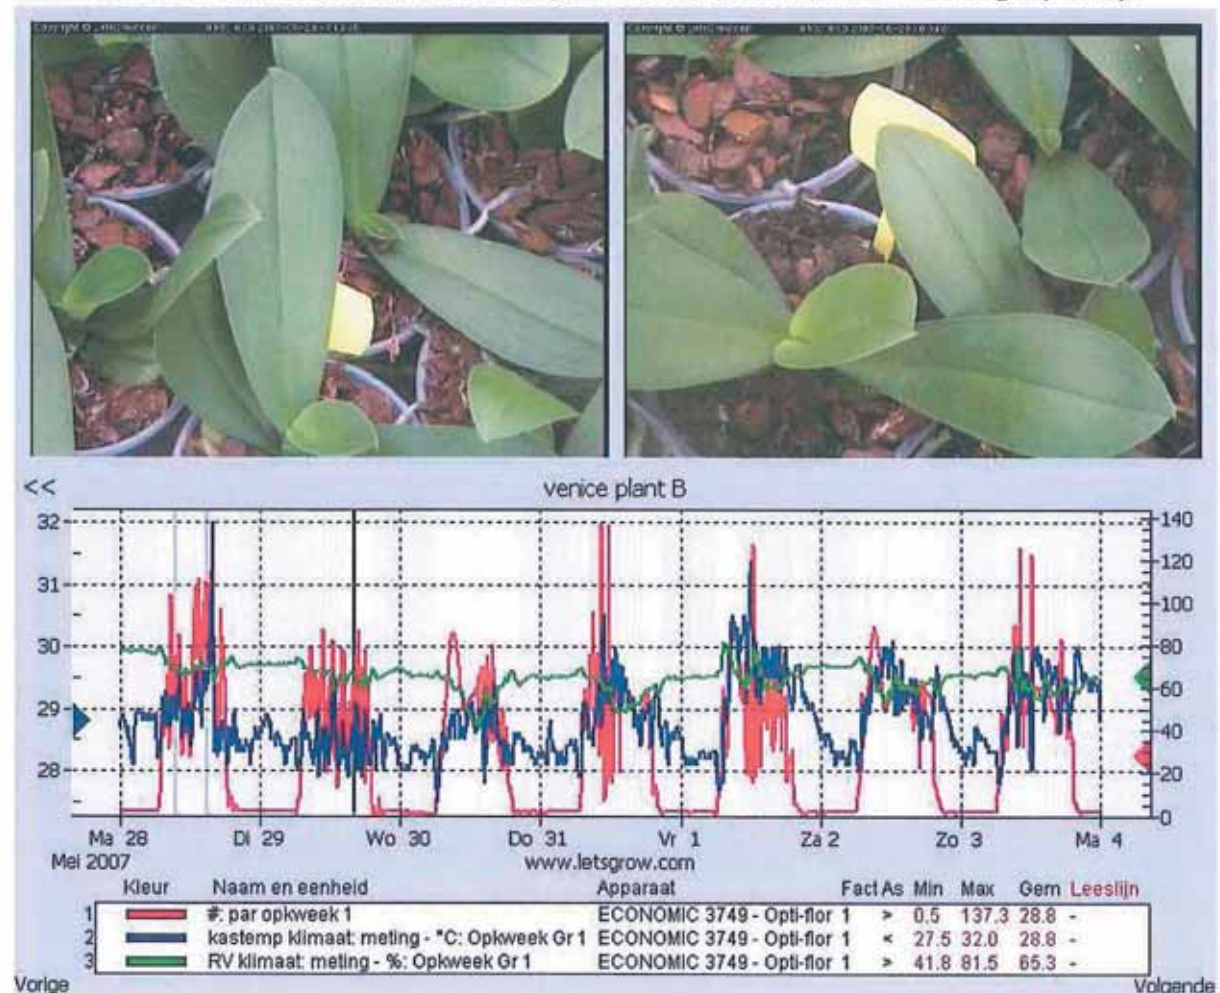 Copyright ©
<<
venice plant B
32
31
30
29
28
140
120
100
80
60
40
20
0
Ma 28 Di 29 Wo 30 Do 31 Vr 1 Za 2 Zo 3 Ma 4
Mei 2007 www.letsgrow.com
Kleur Naam en eenheid Apparaat Fact As Min Max Gem Leeslijn
1 #: par opkweek 1 ECONOMIC 3749 - Opti-flor 1 > 0.5 137.3 28.8 -
2 kastemp klimaat: meting - °C: Opkweek Gr 1 ECONOMIC 3749 - Opti-flor 1 < 27.5 32.0 28.8 -
3 RV klimaat: meting - %: Opkweek Gr 1 ECONOMIC 3749 - Opti-flor 1 > 41.8 81.5 65.3 -
Vorige Volgende